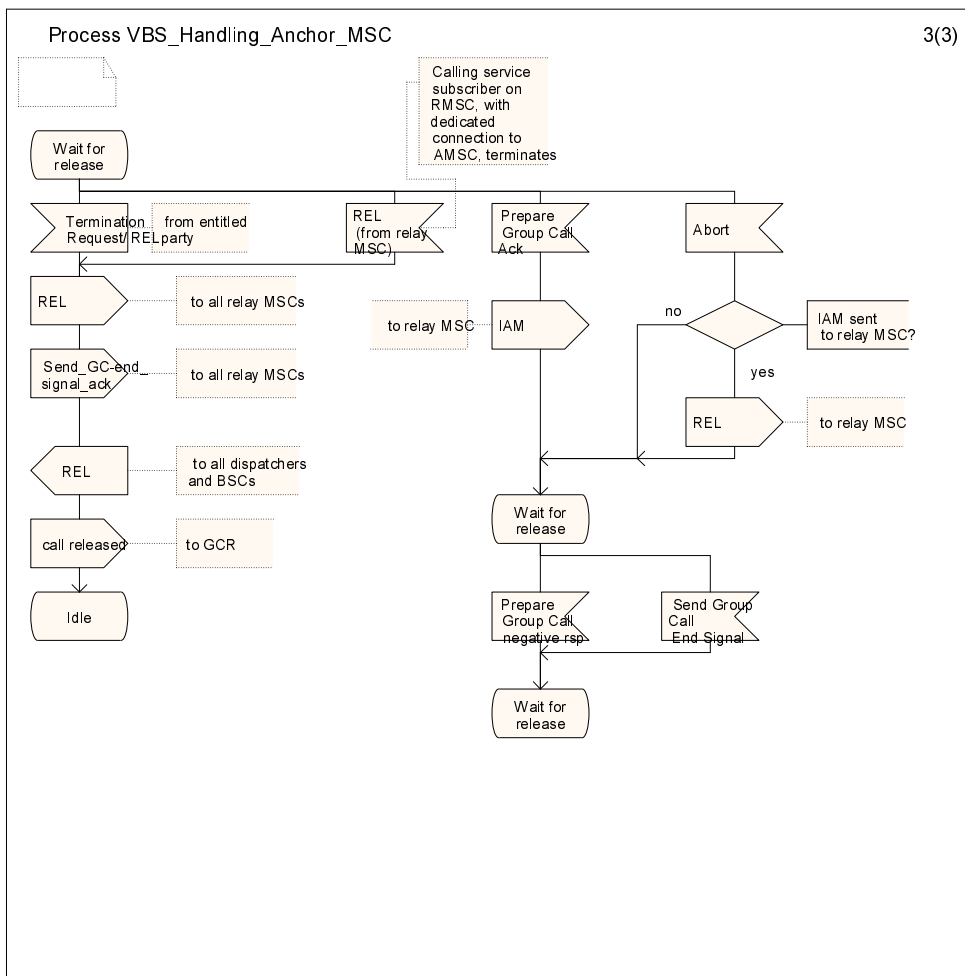 Process VBS_Handling_Anchor_MSC
3(3)
Calling service
subscriber on
RMSC, with
dedicated
connection to
AMSC, terminates
Wait for
release
Termination
Request/ REL
from entitled
party
REL
(from relay
MSC)
Prepare
Group Call
Ack
Abort
REL
to all relay MSCs
to relay MSC
IAM
no
IAM sent
to relay MSC?
Send_GC-end_
signal_ack
to all relay MSCs
yes
REL
to relay MSC
REL
to all dispatchers
and BSCs
Wait for
release
call released
to GCR
Idle
Prepare
Group Call
negative rsp
Send Group
Call
End Signal
Wait for
release